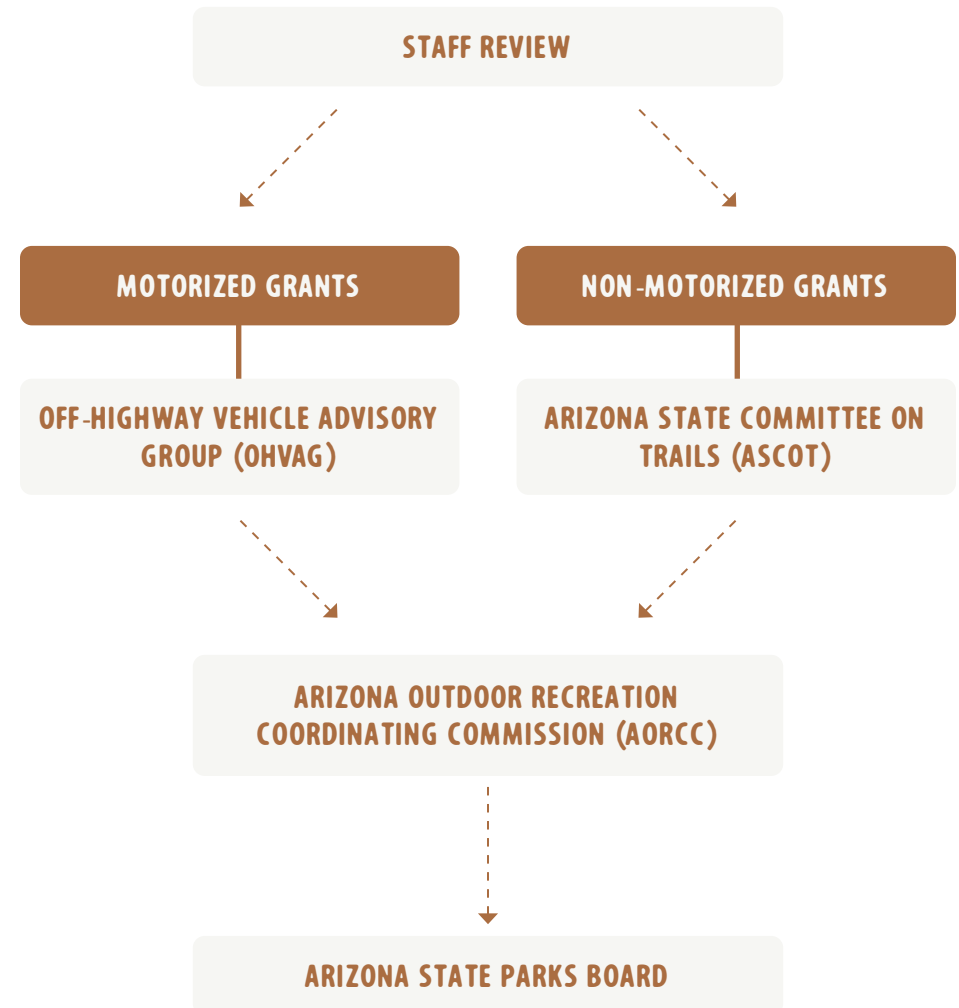 STAFF REVIEW
MOTORIZED GRANTS
NON-MOTORIZED GRANTS
OFF-HIGHWAY VEHICLE ADVISORY
GROUP (OHVAG)
ARIZONA STATE COMMITTEE ON
TRAILS (ASCOT)
ARIZONA OUTDOOR RECREATION
COORDINATING COMMISSION (AORCC)
ARIZONA STATE PARKS BOARD